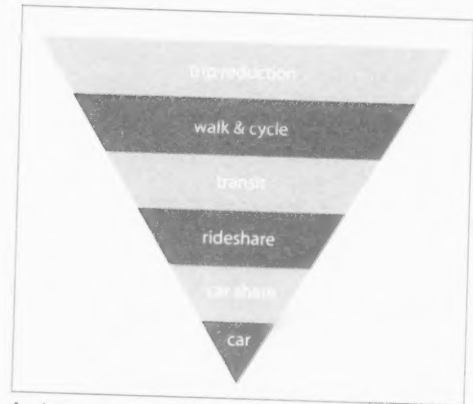 trip reduction
walk & cycle
transit
rideshare
car share
car